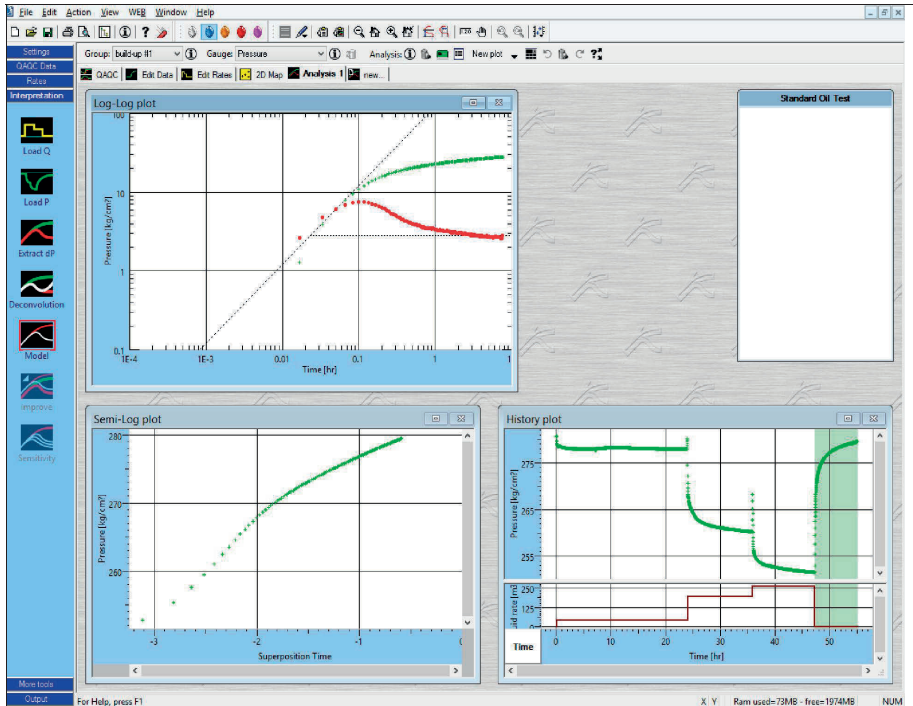 File Edit Action View WEB Window Help
Settings
QAQC Data
Rates
Interpretation
Load Q
Load P
Extract dP
Deconvolution
Model
Improve
Sensitivity
More tools
Output
Group: build-up #1 Gauge: Pressure Analysis: New plot
QAQC Edit Data Edit Rates 2D Map Analysis 1 new...
Log-Log plot
100
10
1
0.1
1E-4 1E-3 0.01 0.1 1
Pressure [kg/cm?]
Time [hr]
Standard Oil Test
Semi-Log plot
280
270
260
-3 -2 -1
Pressure [kg/cm?]
Superposition Time
History plot
275
265
255
Pressure [kg/cm?]
250
125
0
Time
0 10 20 30 40 50
Time [hr]
For Help, press F1
X Y Ram used=73MB - free=1974MB NUM